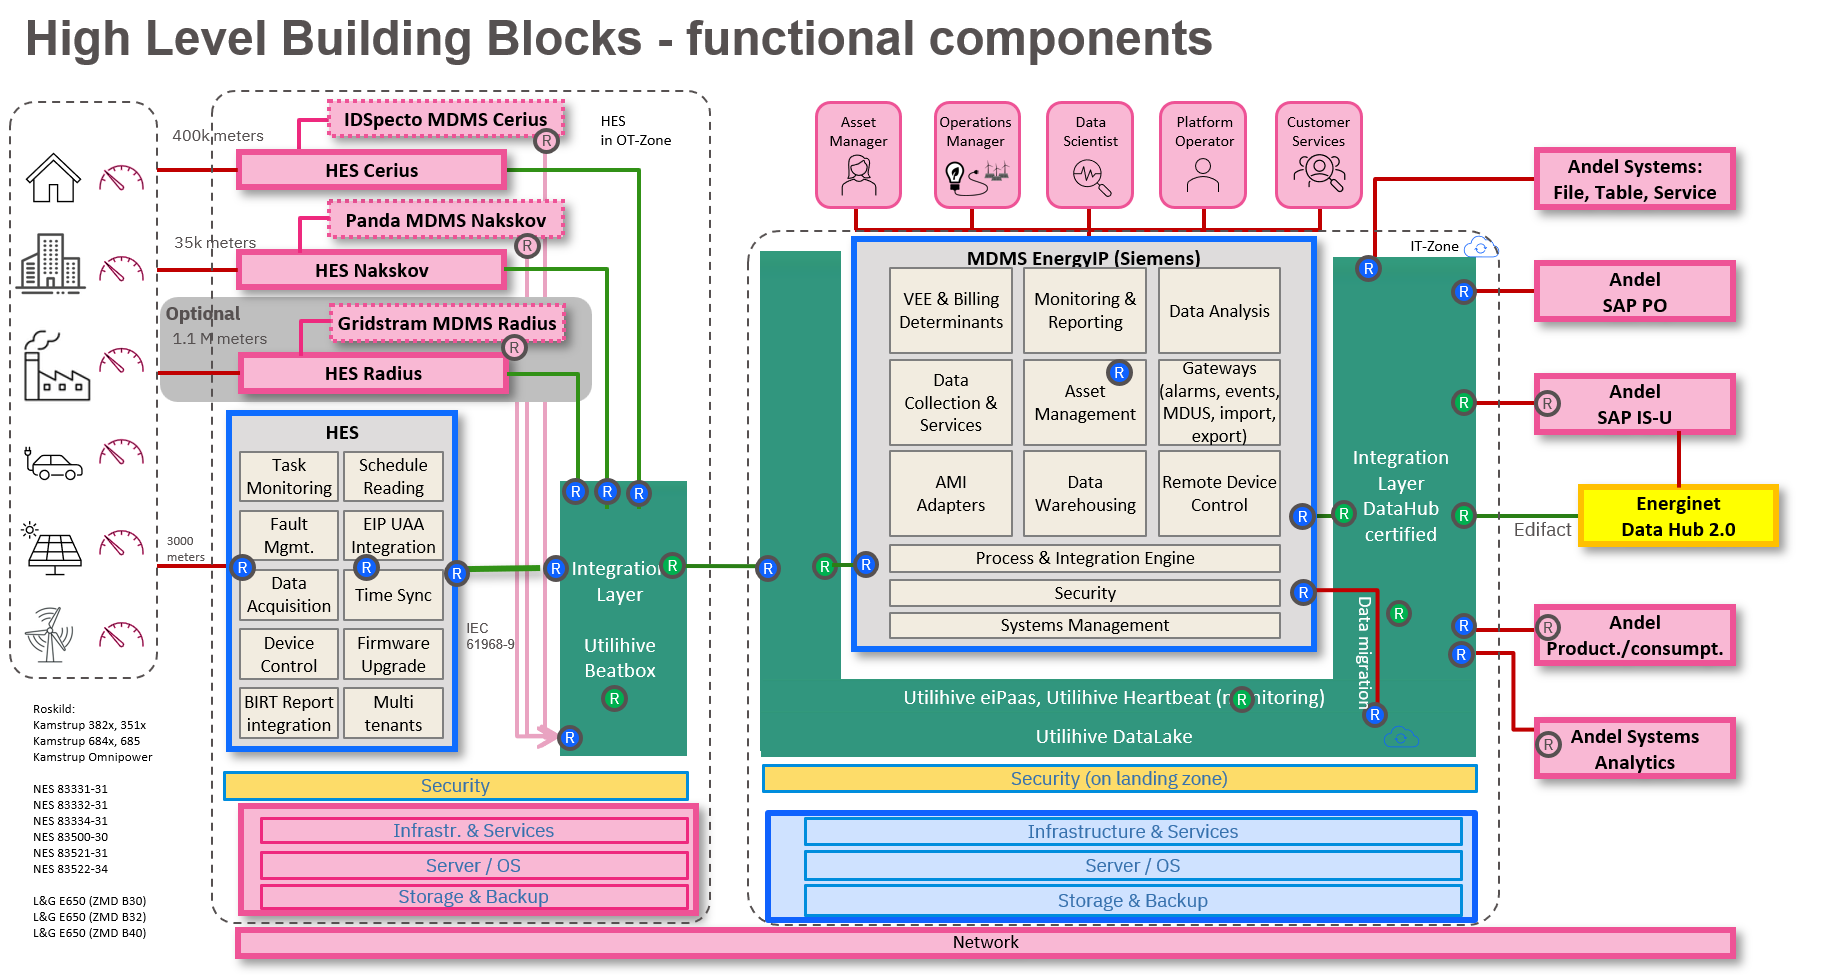 High Level Building Blocks - functional components
400k meters
IDSpecto MDMS Cerius
R
HES
in OT-Zone
HES Cerius
Panda MDMS Nakskov
R
35k meters
HES Nakskov
Optional
1.1 M meters
Gridstram MDMS Radius
R
HES Radius
HES
Task
Monitoring
Schedule
Reading
Fault
Mgmt.
EIP UAA
Integration
3000
meters
R
R
R
Data
Acquisition
Time Sync
Device
Control
Firmware
Upgrade
BIRT Report
integration
Multi
tenants
IEC
61968-9
R
R
R
R
Integration
Layer
R
Utilihive
Beatbox
R
R
Roskild:
Kamstrup 382x, 351x
Kamstrup 684x, 685
Kamstrup Omnipower
NES 83331-31
NES 83332-31
NES 83334-31
NES 83500-30
NES 83521-31
NES 83522-34
L&G E650 (ZMD B30)
L&G E650 (ZMD B32)
L&G E650 (ZMD B40)
Security
Infrastr. & Services
Server / OS
Storage & Backup
Asset
Manager
Operations
Manager
Data
Scientist
Platform
Operator
Customer
Services
IT-Zone
MDMS EnergyIP (Siemens)
VEE & Billing
Determinants
Monitoring &
Reporting
Data Analysis
Data
Collection &
Services
R
Asset
Management
Gateways
(alarms, events,
MDUS, import,
export)
AMI
Adapters
Data
Warehousing
Remote Device
Control
Process & Integration Engine
Security
Systems Management
R
R
R
R
R
R
Data migration
R
R
R
R
R
Integration
Layer
DataHub
certified
R
R
R
R
Utilihive eiPaas, Utilihive Heartbeat (monitoring)
R
R
Utilihive DataLake
Security (on landing zone)
Infrastructure & Services
Server / OS
Storage & Backup
Andel Systems:
File, Table, Service
Andel
SAP PO
R
Andel
SAP IS-U
Edifact
Energinet
Data Hub 2.0
R
Andel
Product./consumpt.
R
Andel Systems
Analytics
Network